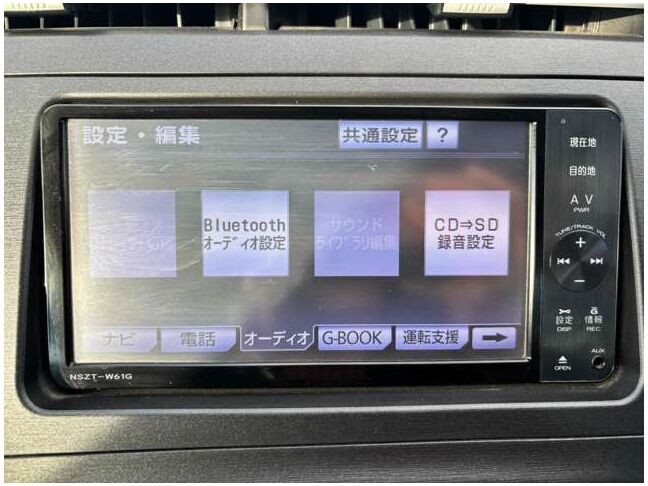 設定・編集
共通設定
?
Bluetooth
オーディオ設定
サウンド
ライブラリ編集
CD⇒SD
録音設定
ナビ
電話
オーディオ
G-BOOK
運転支援
現在地
目的地
AV
PWR
TUNE/TRACK VOL
設定
DISP
情報
REC
OPEN
AUX
NSZT-W61G